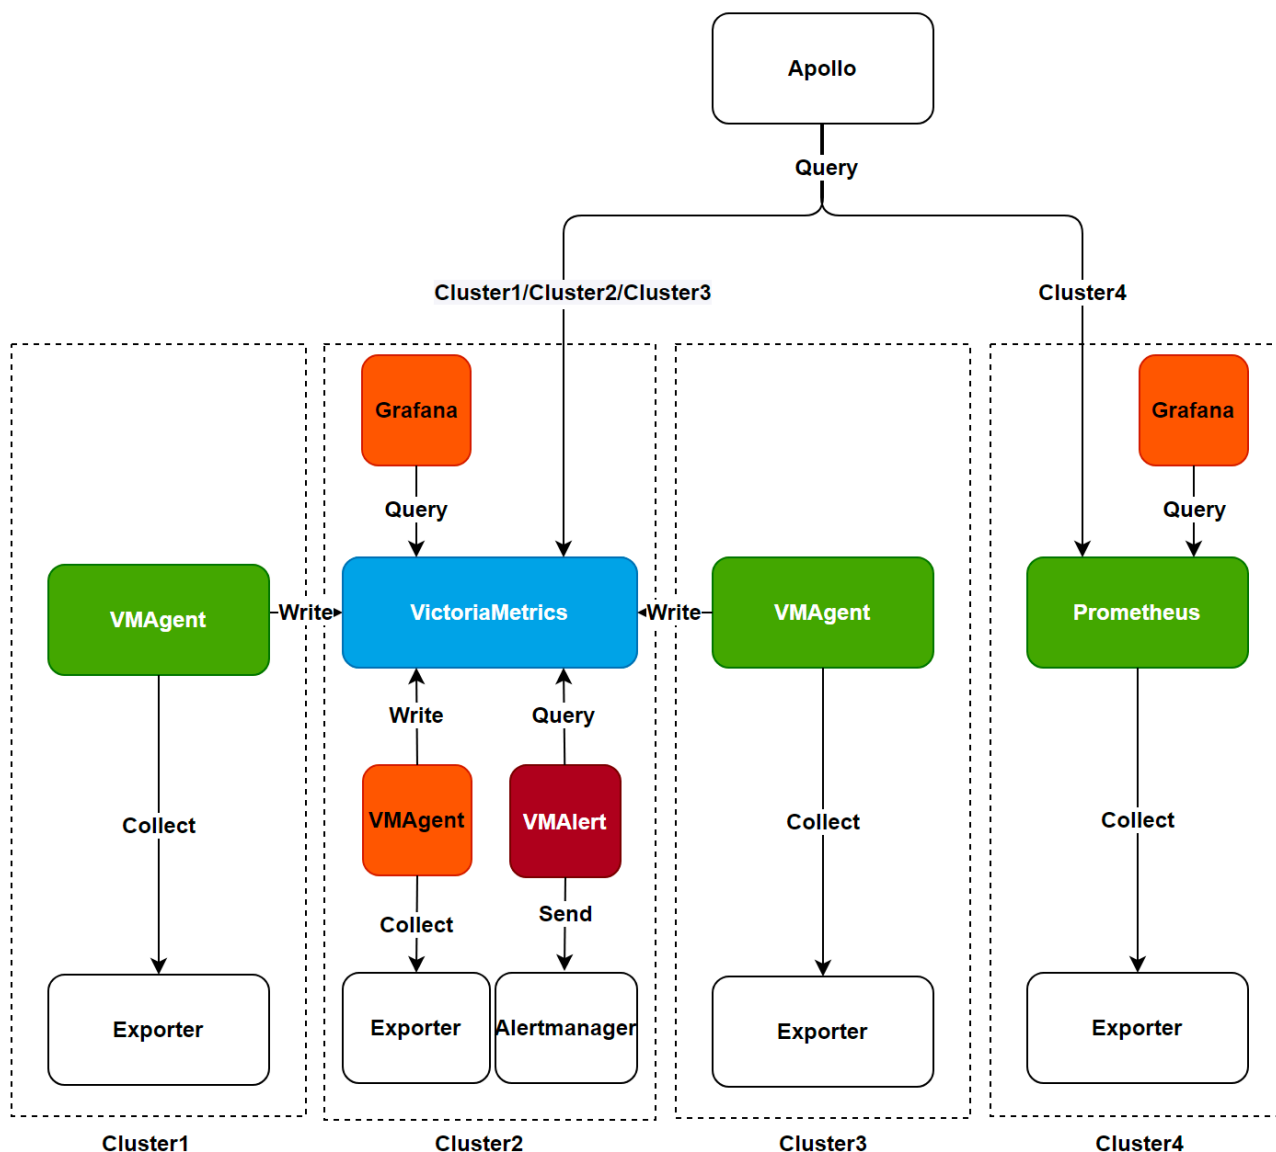 Apollo
Query
Cluster1/Cluster2/Cluster3
Cluster4
Grafana
Grafana
Query
Query
VMAgent
Write
VictoriaMetrics
Write
VMAgent
Prometheus
Write
Query
VMAgent
VMAlert
Collect
Collect
Collect
Collect
Send
Exporter
Exporter
Alertmanager
Exporter
Exporter
Cluster1
Cluster2
Cluster3
Cluster4